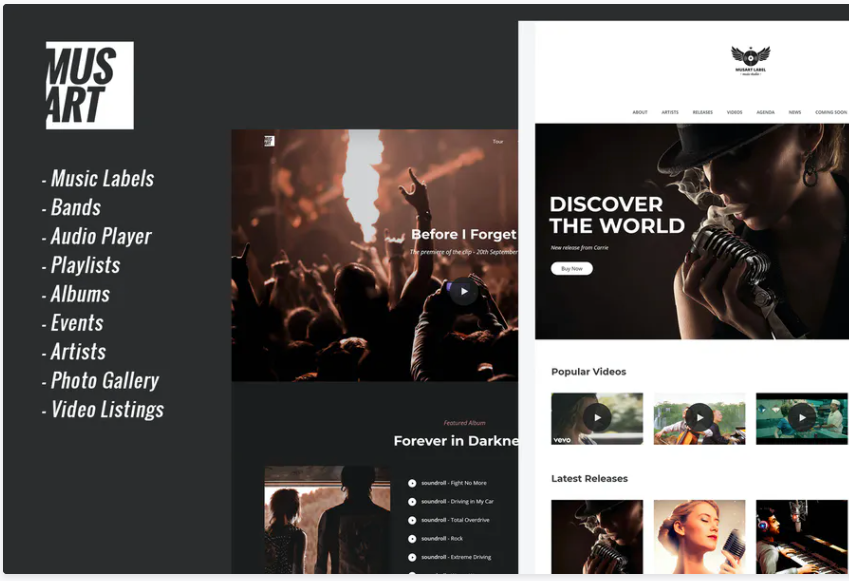 MUS
ART
- Music Labels
- Bands
- Audio Player
- Playlists
- Albums
- Events
- Artists
- Photo Gallery
- Video Listings
MUS
ART
Tour
Before I Forget
The premiere of the clip - 20th September
Featured Album
Forever in Darkne
soundroll - Fight No More
soundroll - Driving in My Car
soundroll - Total Overdrive
soundroll - Rock
soundroll - Extreme Driving
MUSART LABEL
- music studio -
ABOUT ARTISTS RELEASES VIDEOS AGENDA NEWS COMING SOON
DISCOVER
THE WORLD
New release from Carrie
Buy Now
Popular Videos
vevo
Latest Releases